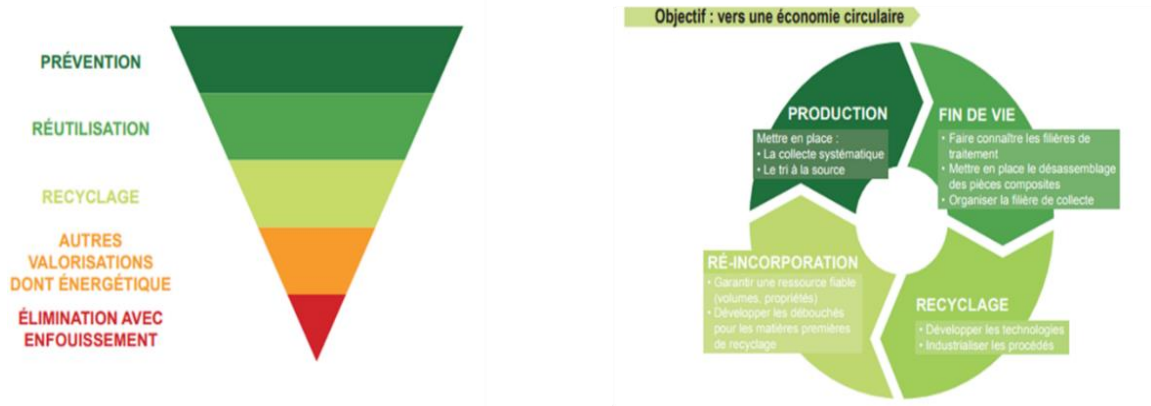 PRÉVENTION
RÉUTILISATION
RECYCLAGE
AUTRES
VALORISATIONS
DONT ÉNERGÉTIQUE
ÉLIMINATION AVEC
ENFOUISSEMENT
Objectif : vers une économie circulaire
PRODUCTION
Mettre en place :
• La collecte systématique
• Le tri à la source
FIN DE VIE
• Faire connaître les filières de
traitement
• Mettre en place le désassemblage
des pièces composites
• Organiser la filière de collecte
RÉ-INCORPORATION
• Garantir une ressource fiable
(volumes, propriétés)
• Développer les débouchés
pour les matières premières
de recyclage
RECYCLAGE
• Développer les technologies
• Industrialiser les procédés